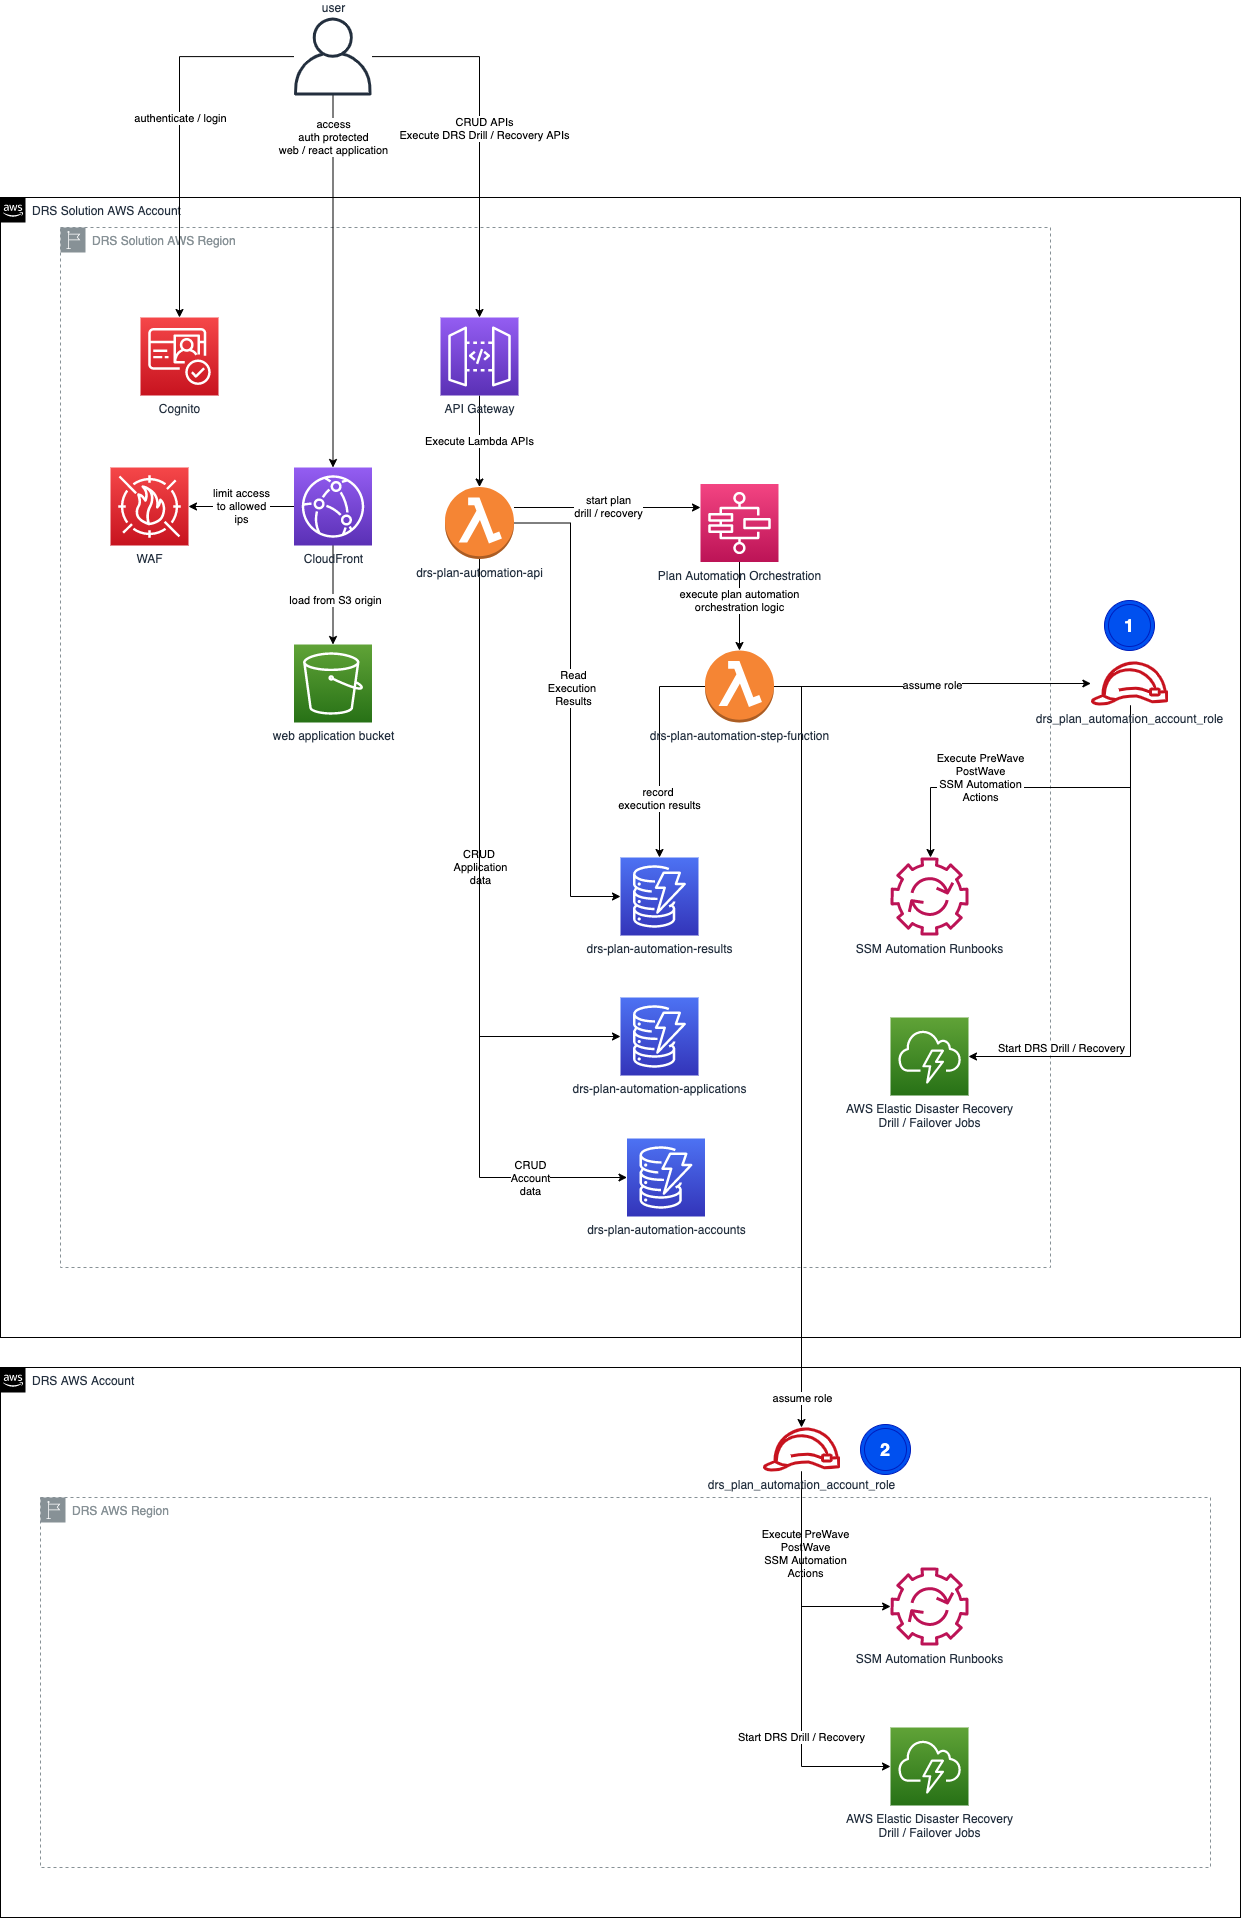 user
authenticate / login
access
auth protected
web / react application
CRUD APIs
Execute DRS Drill / Recovery APIs
aws
DRS Solution AWS Account
DRS Solution AWS Region
Cognito
API Gateway
Execute Lambda APIs
limit access
to allowed
ips
WAF
CloudFront
load from S3 origin
web application bucket
drs-plan-automation-api
start plan
drill / recovery
Plan Automation Orchestration
execute plan automation
orchestration logic
1
Read
Execution
Results
assume role
drs_plan_automation_account_role
drs-plan-automation-step-function
Execute PreWave
PostWave
SSM Automation
Actions
record
execution results
CRUD
Application
data
drs-plan-automation-results
SSM Automation Runbooks
Start DRS Drill / Recovery
drs-plan-automation-applications
AWS Elastic Disaster Recovery
Drill / Failover Jobs
CRUD
Account
data
drs-plan-automation-accounts
aws
DRS AWS Account
assume role
2
drs_plan_automation_account_role
DRS AWS Region
Execute PreWave
PostWave
SSM Automation
Actions
SSM Automation Runbooks
Start DRS Drill / Recovery
AWS Elastic Disaster Recovery
Drill / Failover Jobs